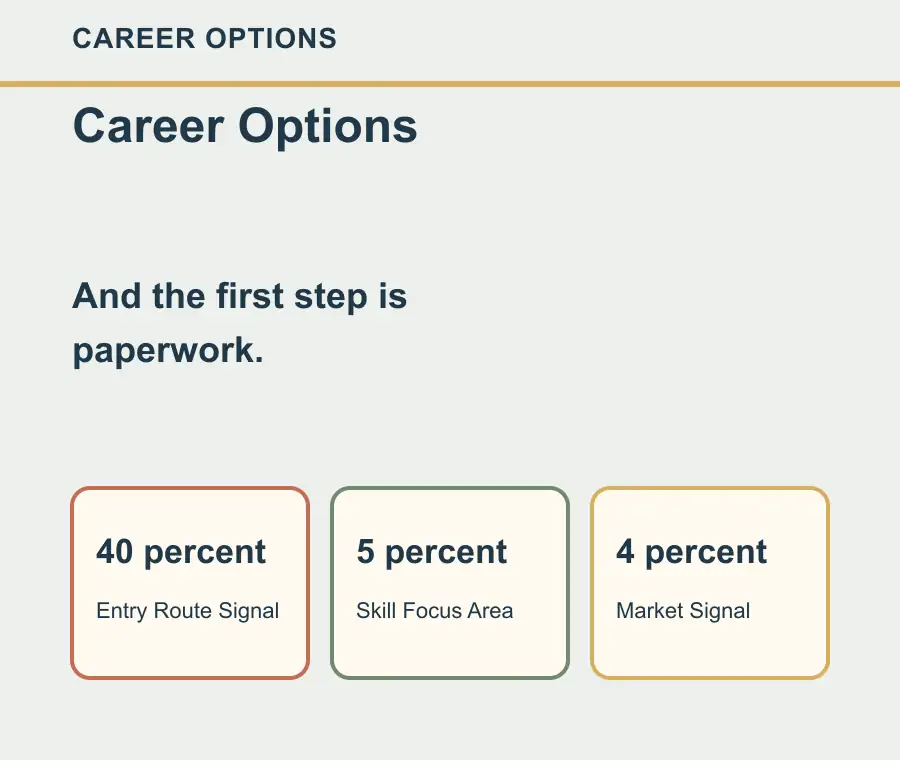 CAREER OPTIONS
Career Options
And the first step is
paperwork.
40 percent
Entry Route Signal
5 percent
Skill Focus Area
4 percent
Market Signal